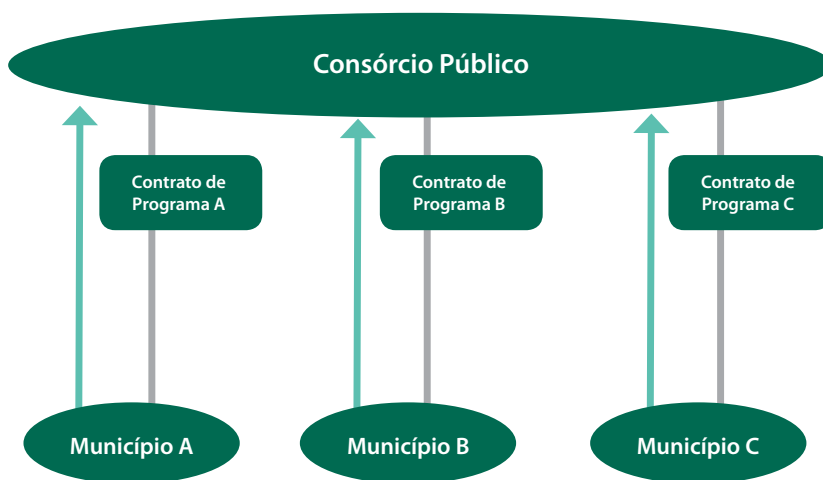 Consórcio Público
Contrato de
Programa A
Contrato de
Programa B
Contrato de
Programa C
Município A
Município B
Município C